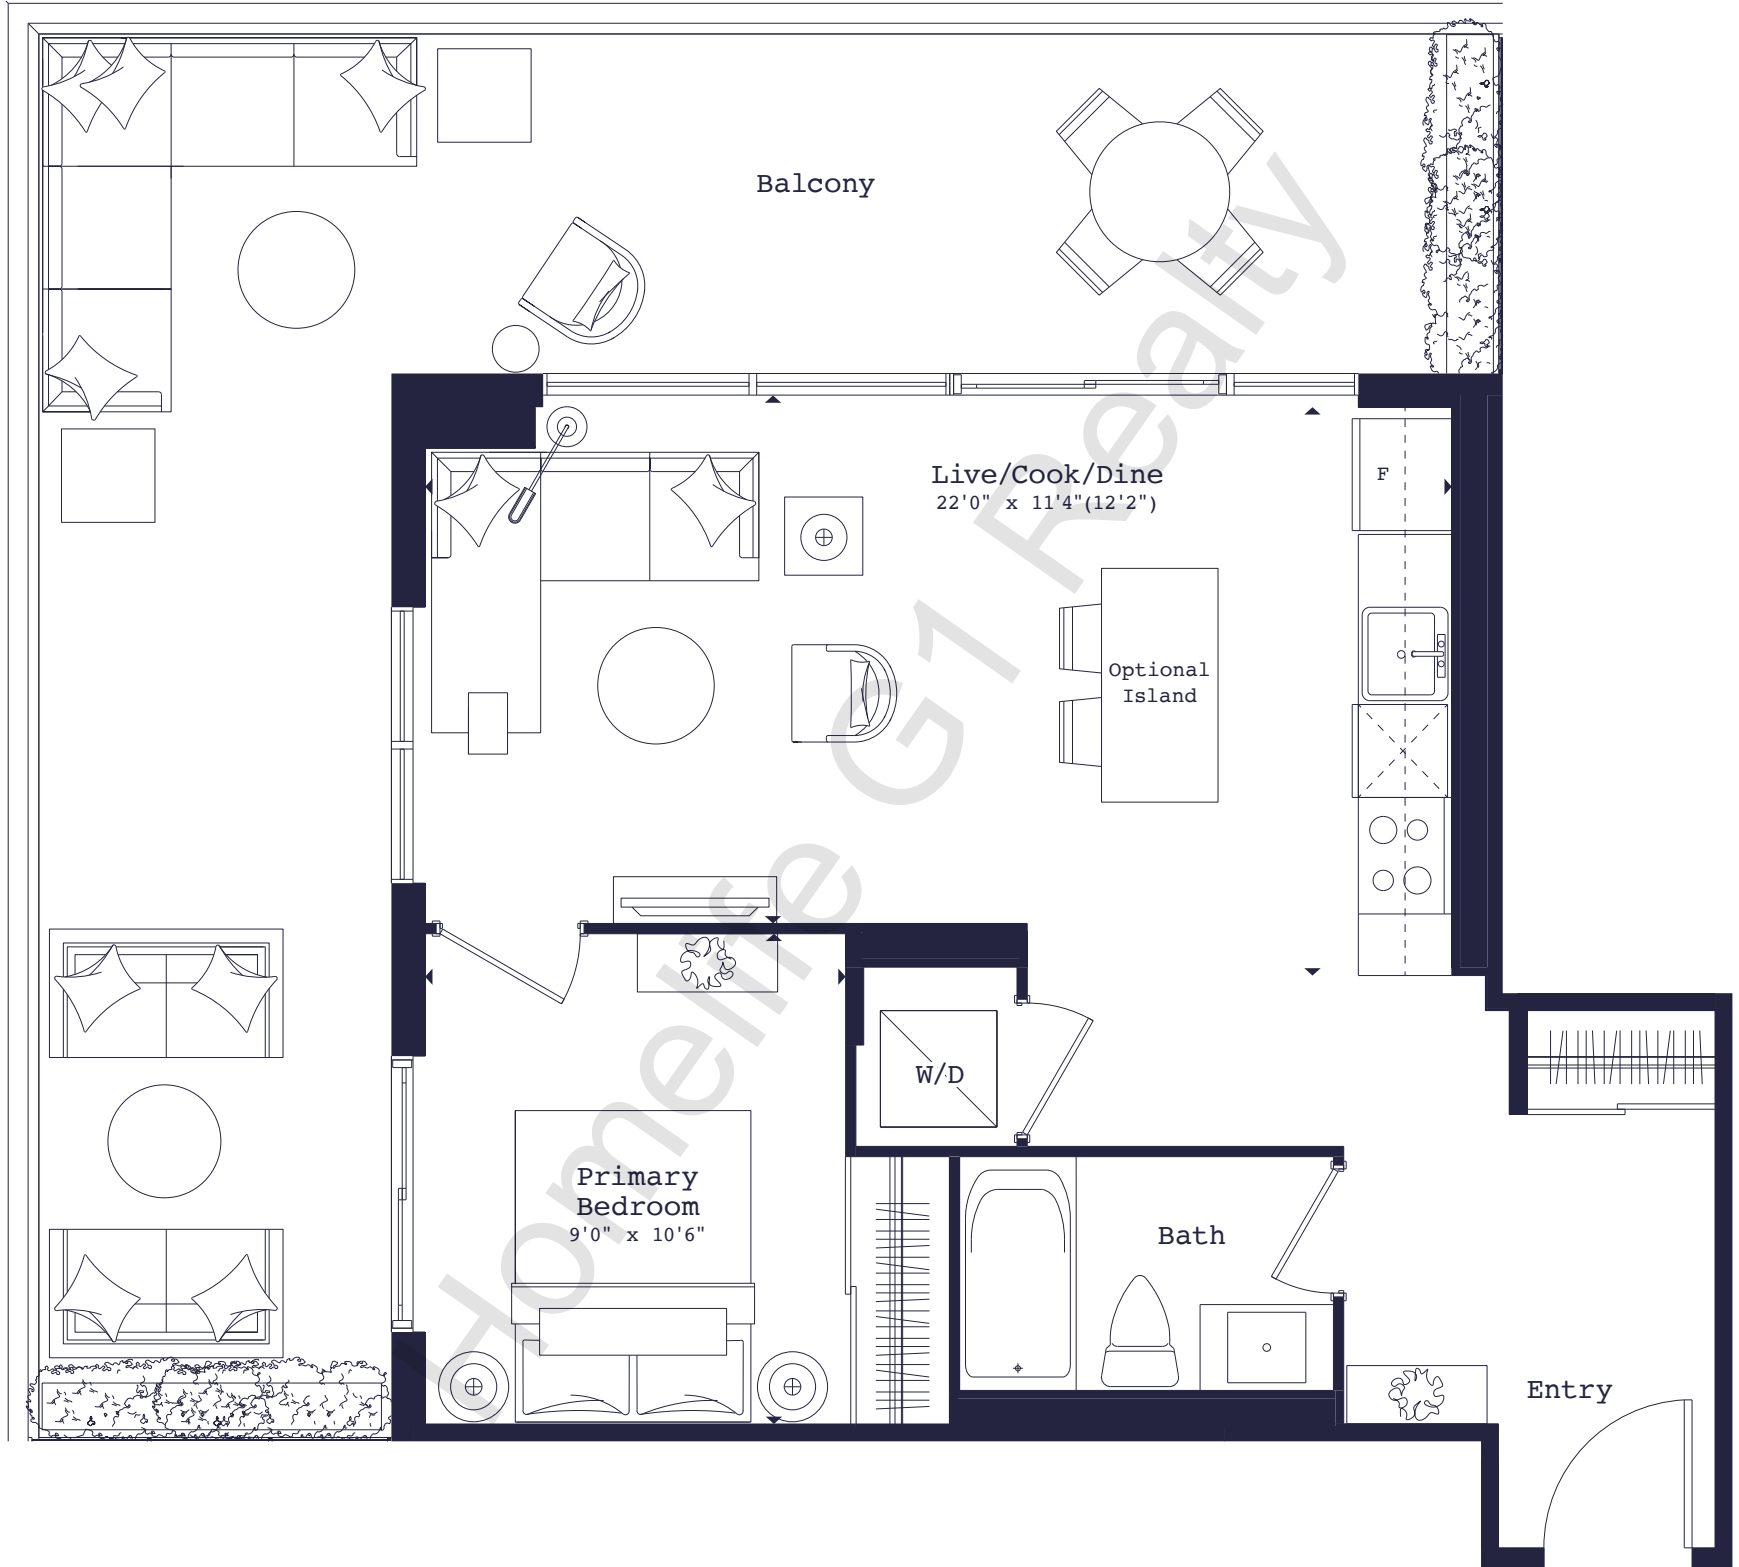 Balcony
Live/Cook/Dine
22'0" x 11'4"(12'2")
F
Optional
Island
W/D
Primary
Bedroom
9'0" x 10'6"
Bath
Entry
Homelife G1 Realty